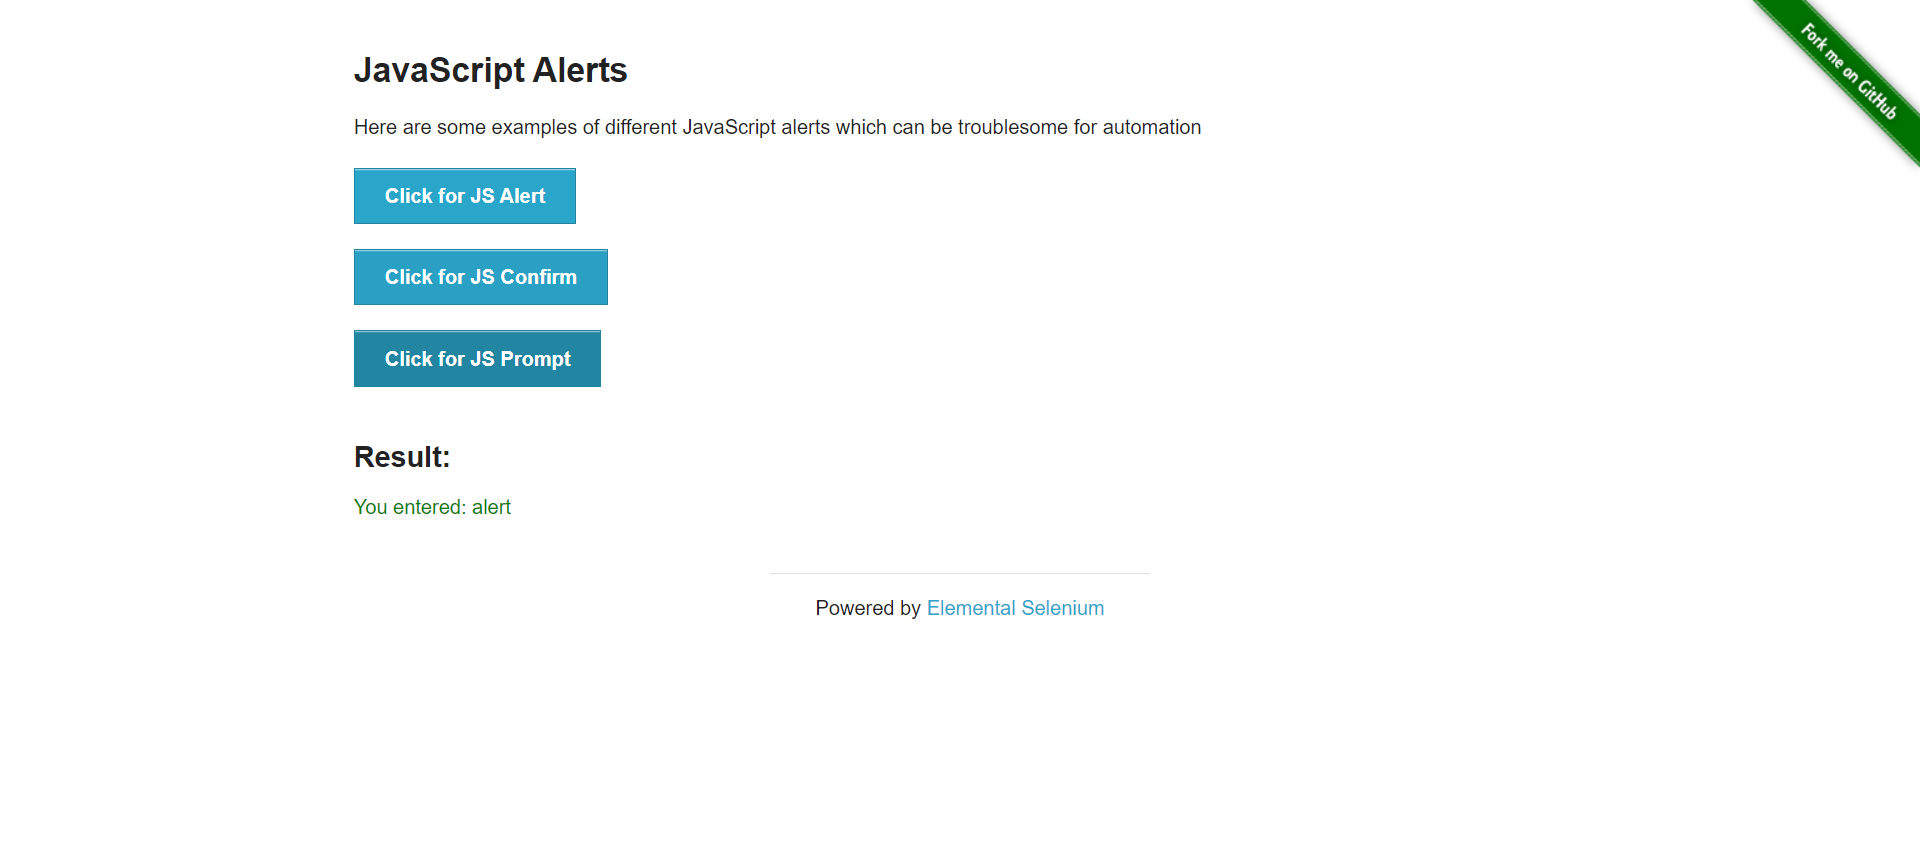 Fork me on GitHub
JavaScript Alerts
Here are some examples of different JavaScript alerts which can be troublesome for automation
Click for JS Alert
Click for JS Confirm
Click for JS Prompt
Result:
You entered: alert
Powered by Elemental Selenium